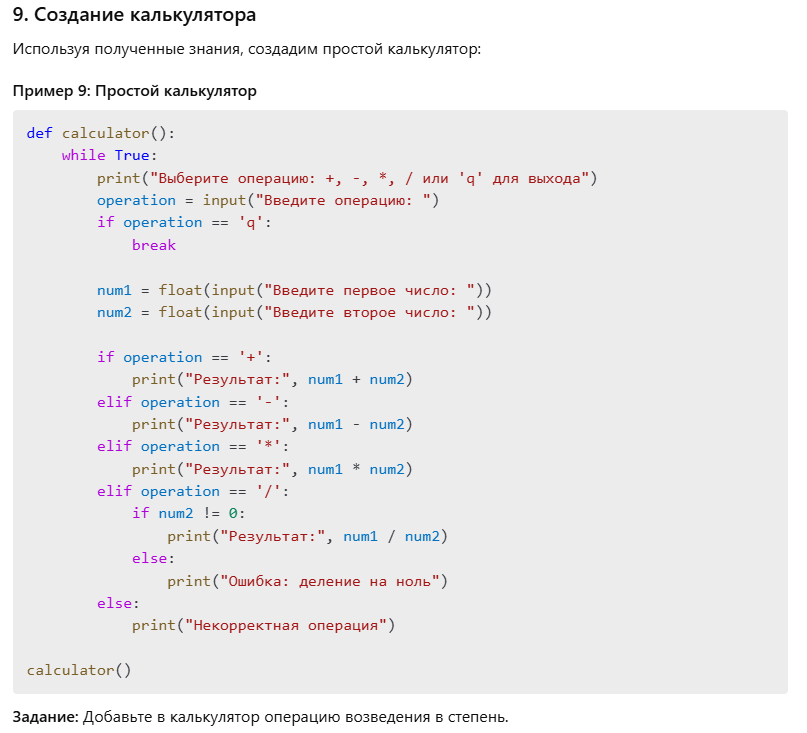 9. Создание калькулятора
Используя полученные знания, создадим простой калькулятор:
Пример 9: Простой калькулятор
def calculator():
    while True:
        print("Выберите операцию: +, -, *, / или 'q' для выхода")
        operation = input("Введите операцию: ")
        if operation == 'q':
            break

        num1 = float(input("Введите первое число: "))
        num2 = float(input("Введите второе число: "))

        if operation == '+':
            print("Результат:", num1 + num2)
        elif operation == '-':
            print("Результат:", num1 - num2)
        elif operation == '*':
            print("Результат:", num1 * num2)
        elif operation == '/':
            if num2 != 0:
                print("Результат:", num1 / num2)
            else:
                print("Ошибка: деление на ноль")
        else:
            print("Некорректная операция")

calculator()
Задание: Добавьте в калькулятор операцию возведения в степень.